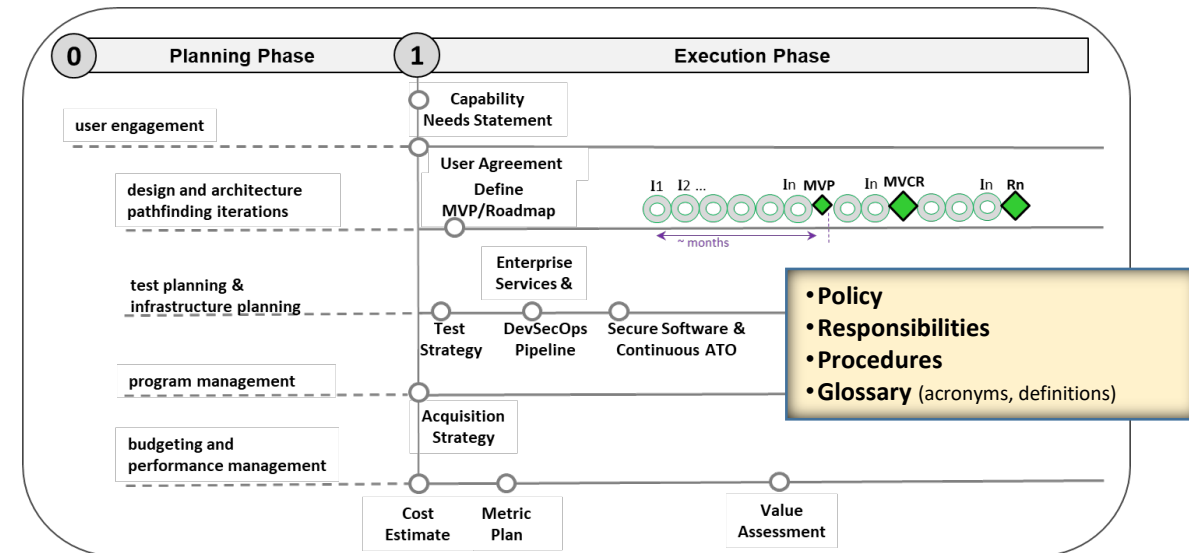 0 Planning Phase 1 Execution Phase
Capability
Needs Statement
user engagement
User Agreement
design and architecture
pathfinding iterations
Define
MVP/Roadmap
I1 I2 ... In MVP In MVCR In Rn
~ months
Enterprise
Services &
test planning &
infrastructure planning
Test
Strategy
DevSecOps
Pipeline
Secure Software &
Continuous ATO
•Policy
•Responsibilities
•Procedures
•Glossary (acronyms, definitions)
program management
Acquisition
Strategy
budgeting and
performance management
Cost
Estimate
Metric
Plan
Value
Assessment